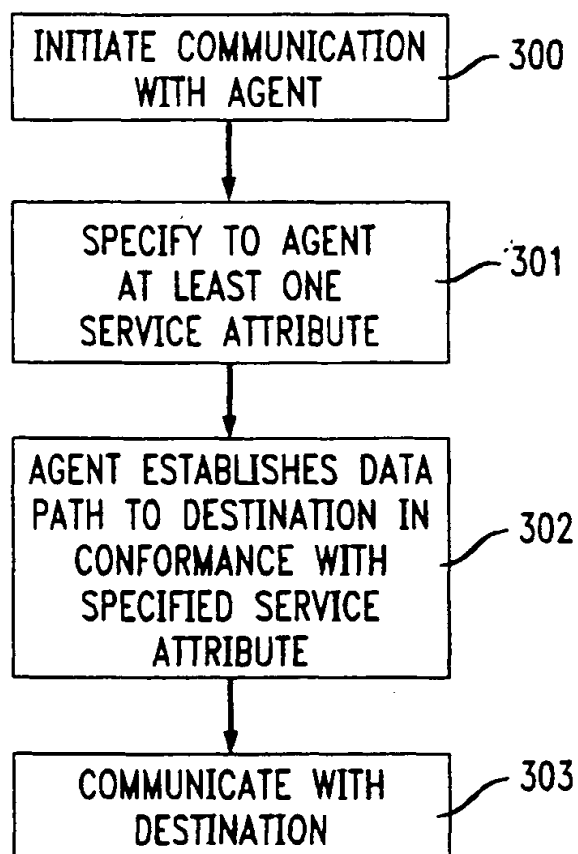 INITIATE COMMUNICATION
WITH AGENT
300
SPECIFY TO AGENT
AT LEAST ONE
SERVICE ATTRIBUTE
301
AGENT ESTABLISHES DATA
PATH TO DESTINATION IN
CONFORMANCE WITH
SPECIFIED SERVICE
ATTRIBUTE
302
COMMUNICATE WITH
DESTINATION
303